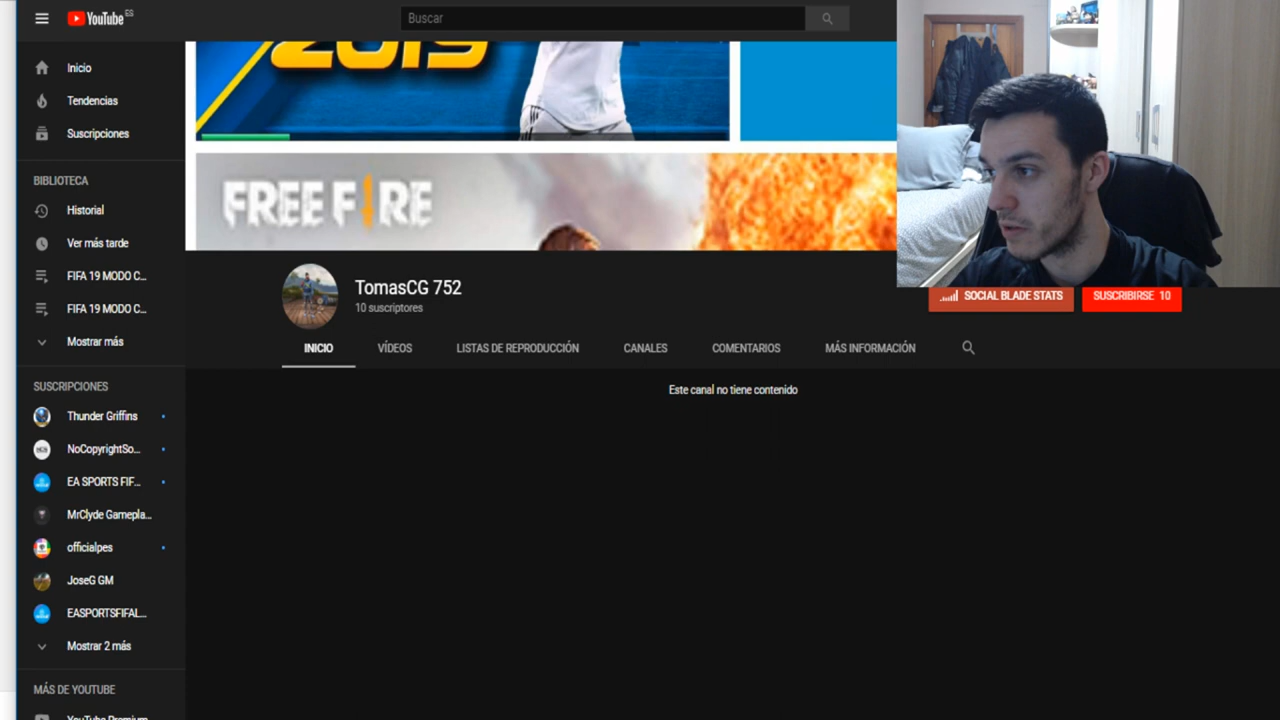 YouTube ES
Buscar
Inicio
Tendencias
Suscripciones
BIBLIOTECA
Historial
Ver más tarde
FIFA 19 MODO C...
FIFA 19 MODO C...
Mostrar más
SUSCRIPCIONES
Thunder Griffins
NoCopyrightSo...
EA SPORTS FIF...
MrClyde Gamepla...
officialpes
JoseG GM
EASPORTSFIFAL...
Mostrar 2 más
MÁS DE YOUTUBE
YouTube Premium
2019
FREE FIRE
TomasCG 752
10 suscriptores
SOCIAL BLADE STATS
SUSCRIBIRSE 10
INICIO
VÍDEOS
LISTAS DE REPRODUCCIÓN
CANALES
COMENTARIOS
MÁS INFORMACIÓN
Este canal no tiene contenido